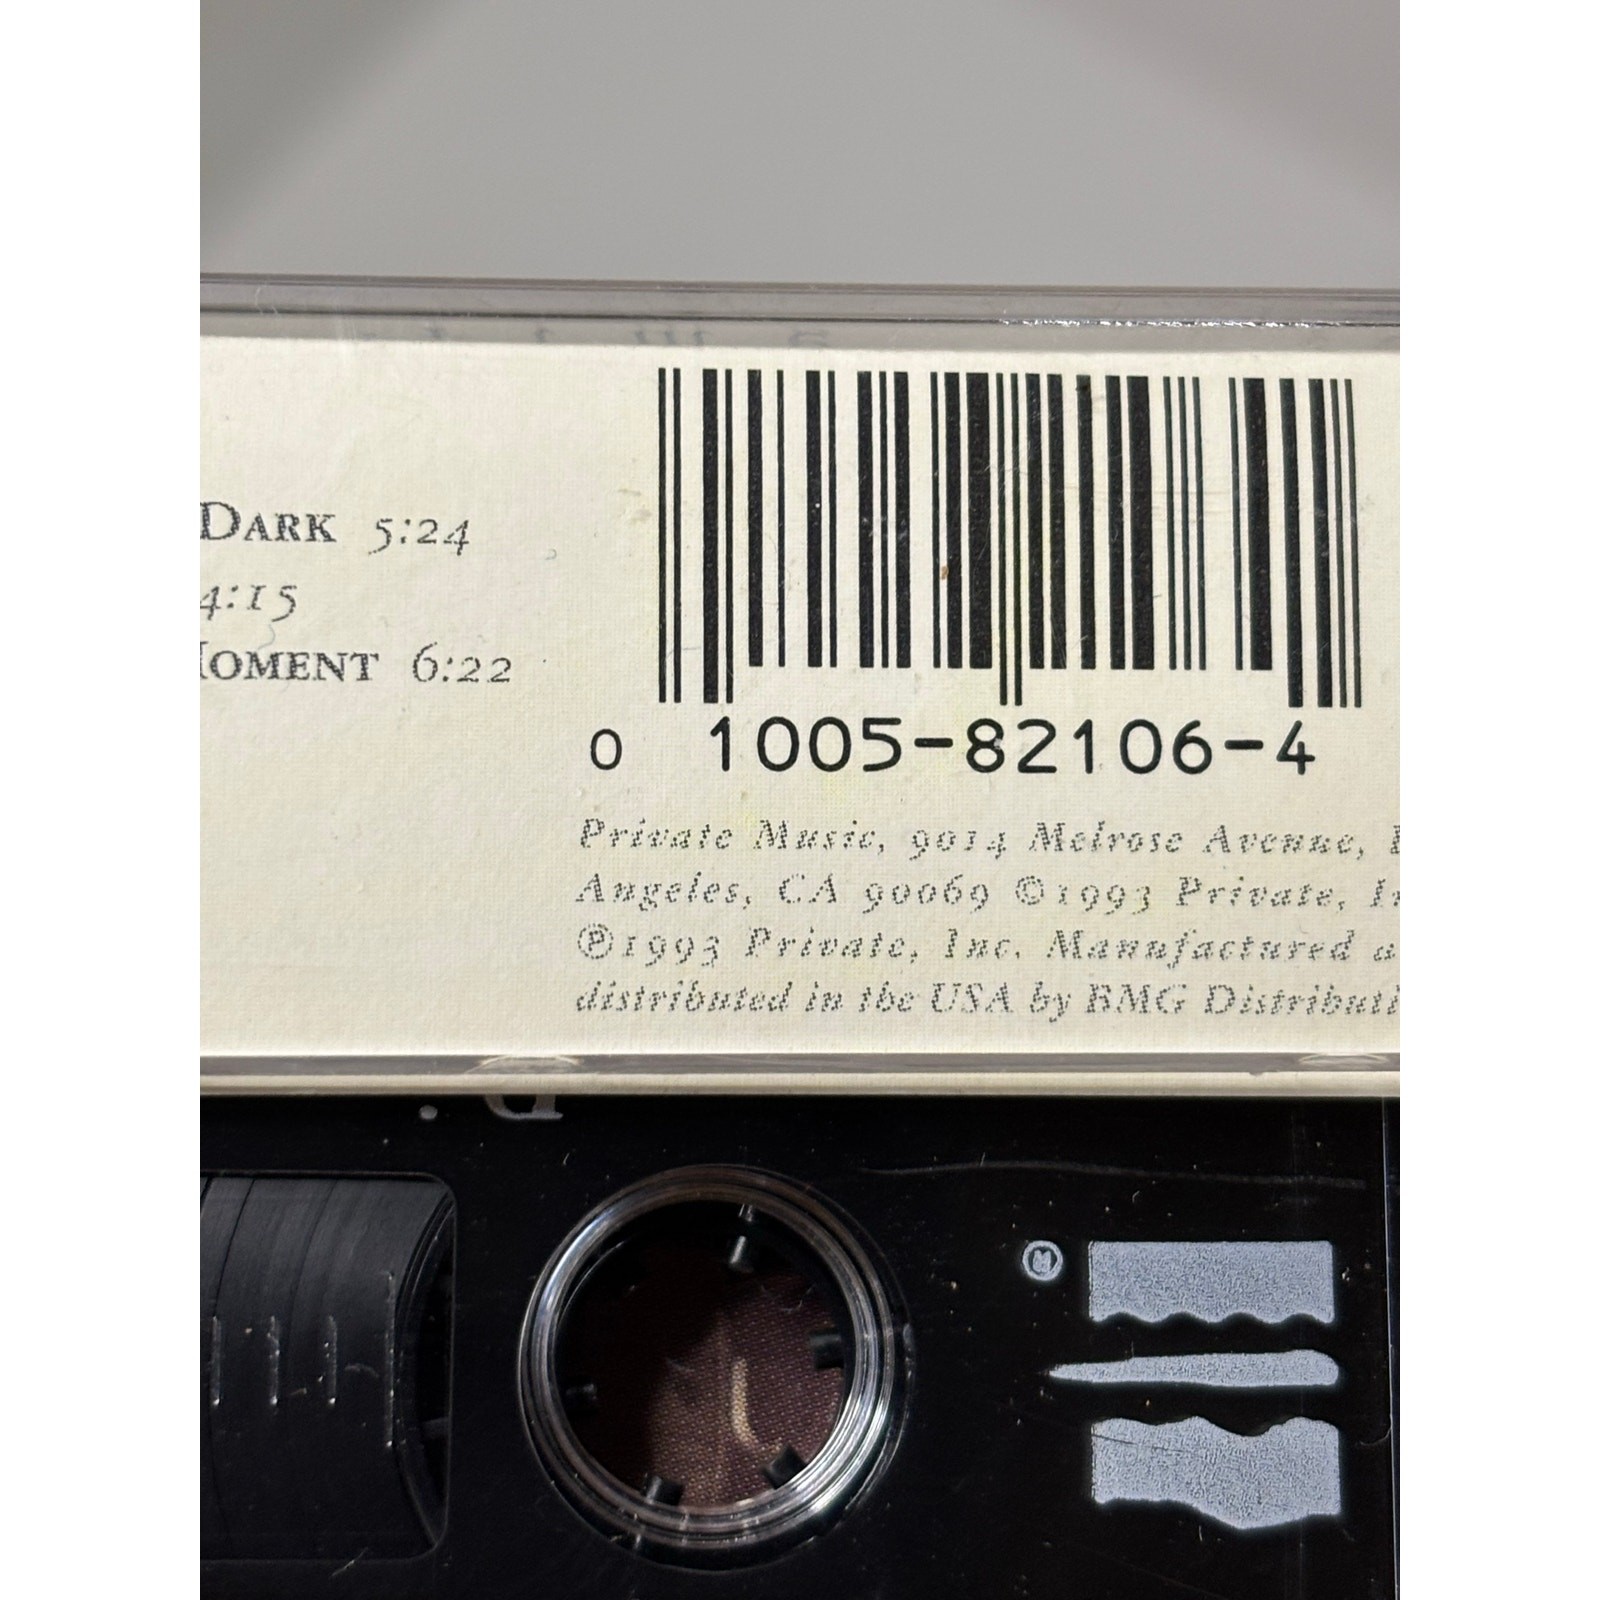 DARK 5:24
4:15
MOMENT 6:22
0 1005-82106-4
Private Music, 9014 Melrose Avenue,
Angeles, CA 90069 ©1993 Private,
℗1993 Private, Inc. Manufactured
distributed in the USA by BMG